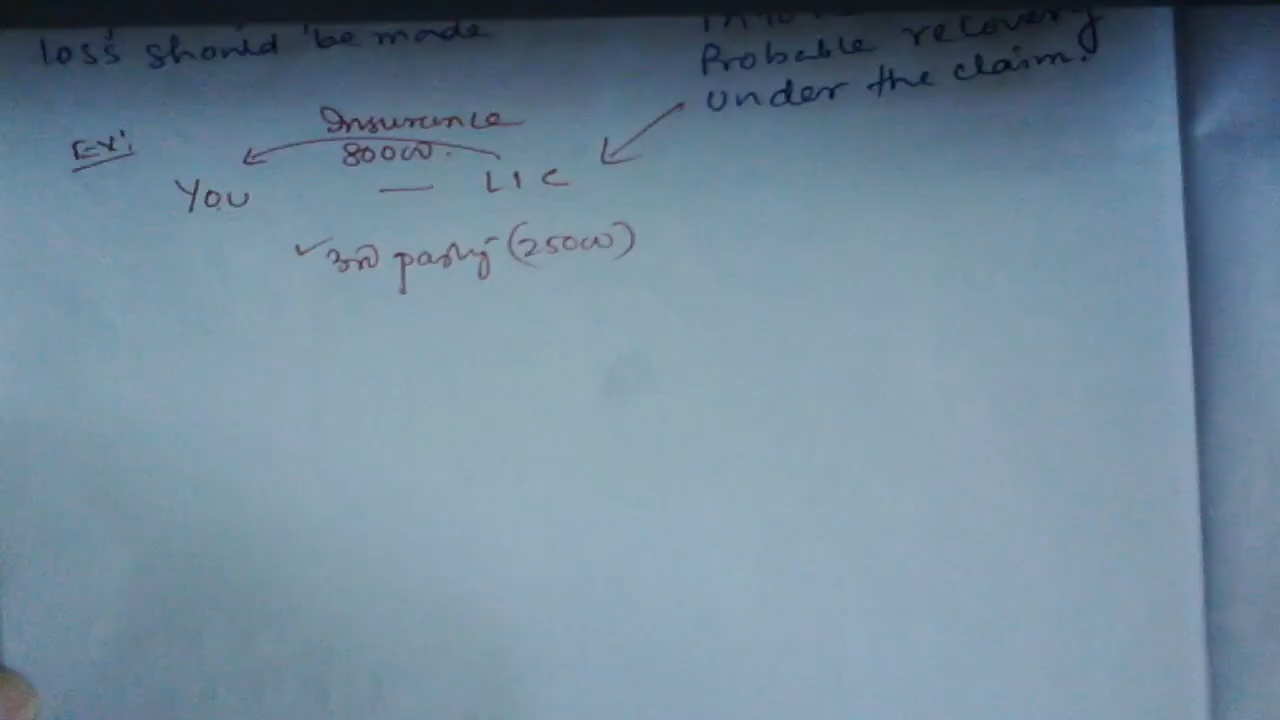 loss should be made
Probable recovery
under the claim.
Ex:
Insurance
80000.
You — LIC
✓ 3rd party (25000)